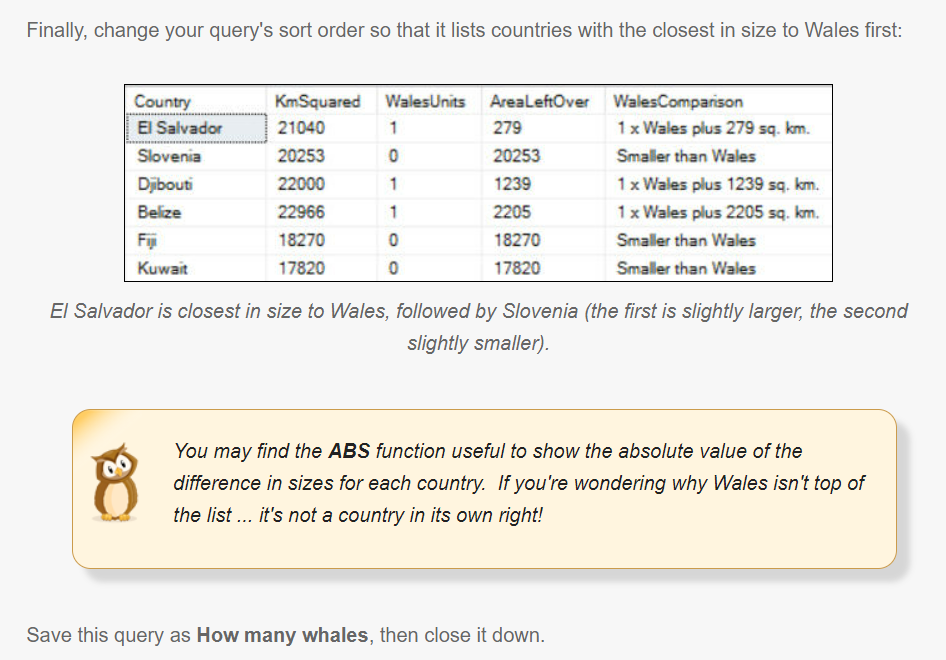 Finally, change your query's sort order so that it lists countries with the closest in size to Wales first:
Country KmSquared WalesUnits AreaLeftOver WalesComparison
El Salvador 21040 1 279 1 x Wales plus 279 sq. km.
Slovenia 20253 0 20253 Smaller than Wales
Djibouti 22000 1 1239 1 x Wales plus 1239 sq. km.
Belize 22966 1 2205 1 x Wales plus 2205 sq. km.
Fiji 18270 0 18270 Smaller than Wales
Kuwait 17820 0 17820 Smaller than Wales
El Salvador is closest in size to Wales, followed by Slovenia (the first is slightly larger, the second
slightly smaller).
You may find the ABS function useful to show the absolute value of the
difference in sizes for each country. If you're wondering why Wales isn't top of
the list ... it's not a country in its own right!
Save this query as How many whales, then close it down.